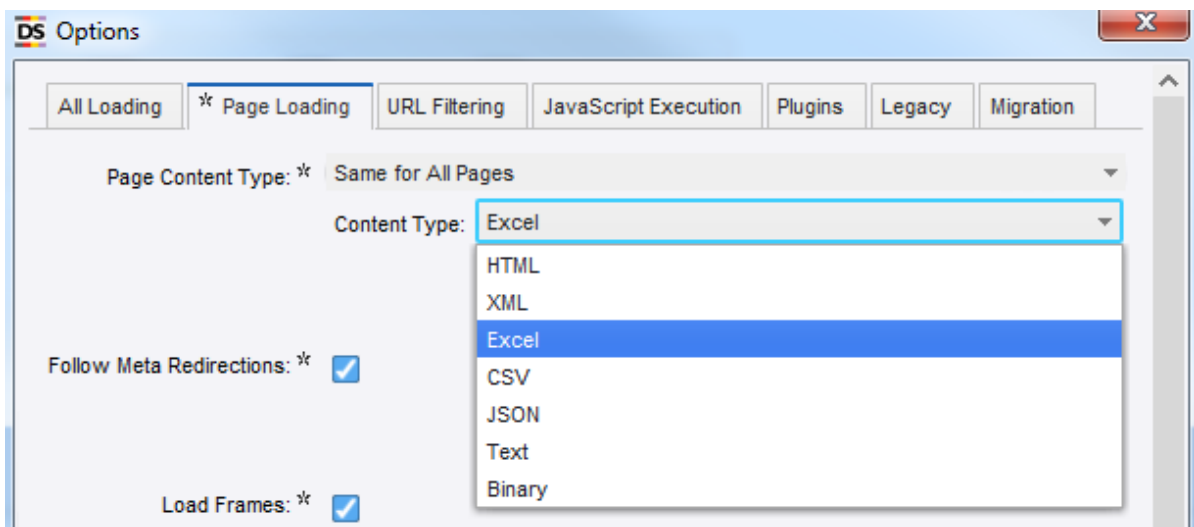 DS Options
All Loading * Page Loading URL Filtering JavaScript Execution Plugins Legacy Migration
Page Content Type: * Same for All Pages
Content Type: Excel
HTML
XML
Excel
Follow Meta Redirections: *
CSV
JSON
Text
Binary
Load Frames: *